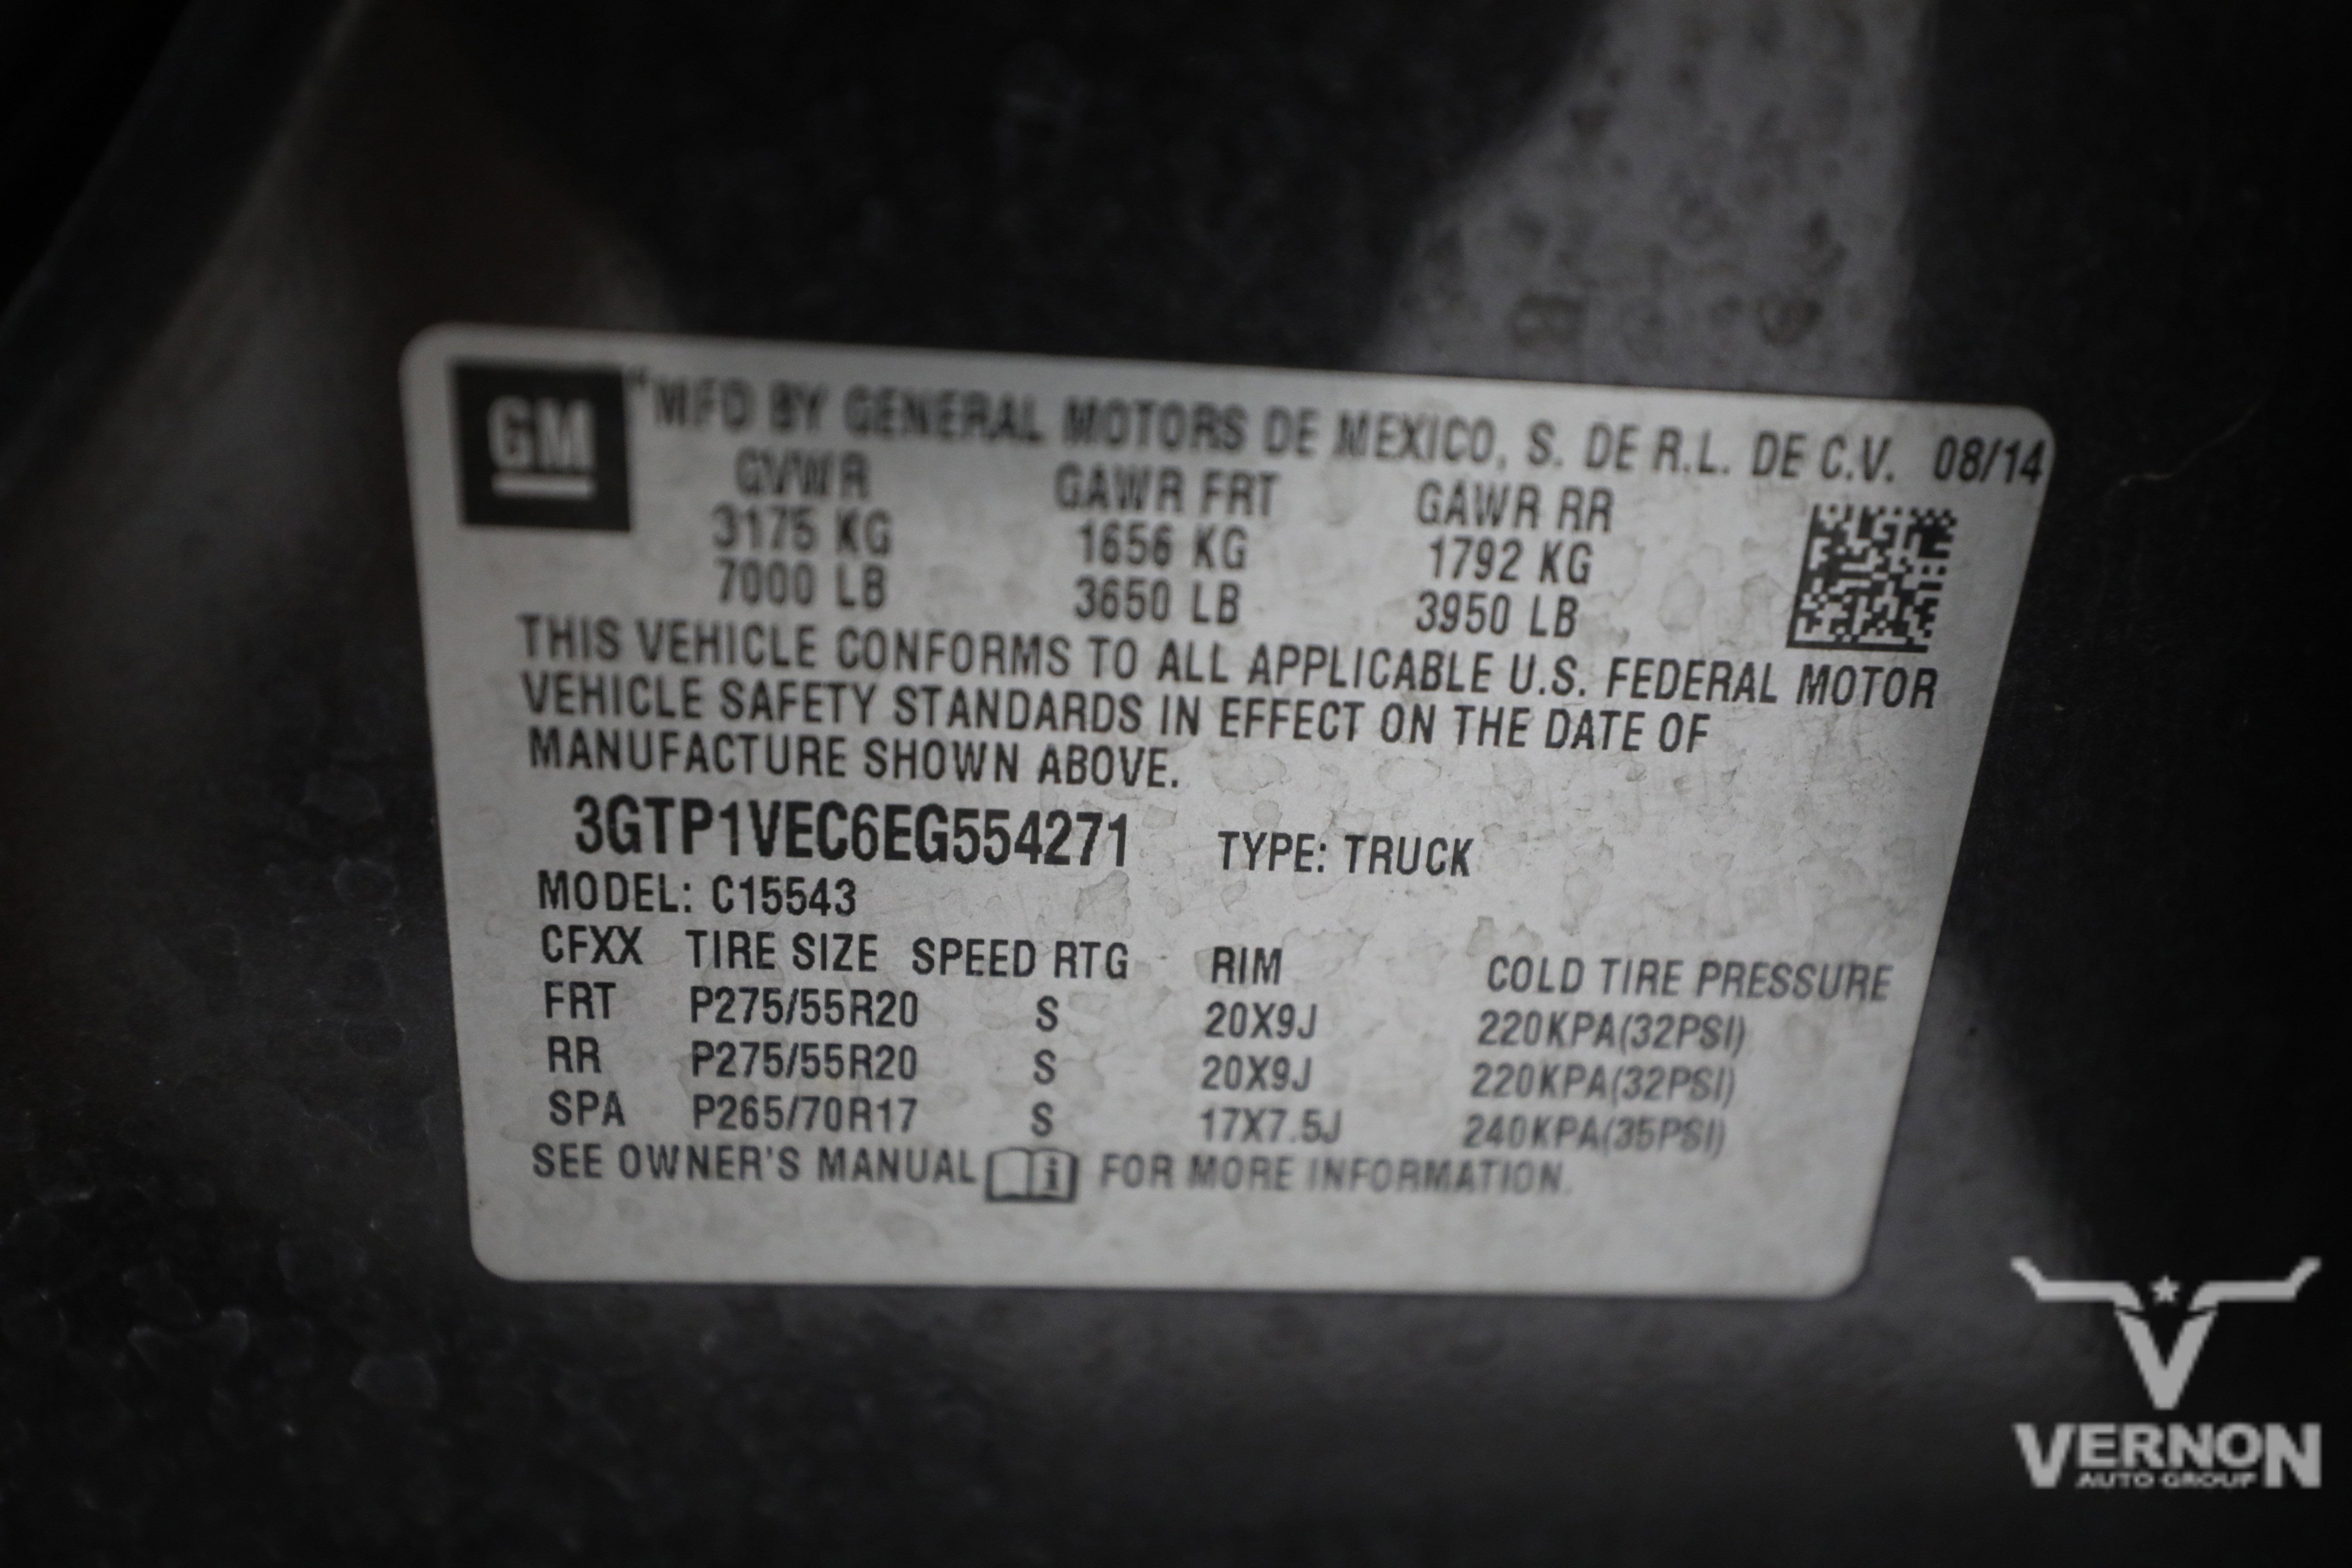 GM
*MFD BY GENERAL MOTORS DE MEXICO, S. DE R.L. DE C.V. 08/14
GVWR GAWR FRT GAWR RR
3175 KG 1656 KG 1792 KG
7000 LB 3650 LB 3950 LB
THIS VEHICLE CONFORMS TO ALL APPLICABLE U.S. FEDERAL MOTOR
VEHICLE SAFETY STANDARDS IN EFFECT ON THE DATE OF
MANUFACTURE SHOWN ABOVE.
3GTP1VEC6EG554271 TYPE: TRUCK
MODEL: C15543
CFXX TIRE SIZE SPEED RTG RIM COLD TIRE PRESSURE
FRT P275/55R20 S 20X9J 220KPA(32PSI)
RR P275/55R20 S 20X9J 220KPA(32PSI)
SPA P265/70R17 S 17X7.5J 240KPA(35PSI)
SEE OWNER'S MANUAL i FOR MORE INFORMATION.
VERNON
AUTO GROUP